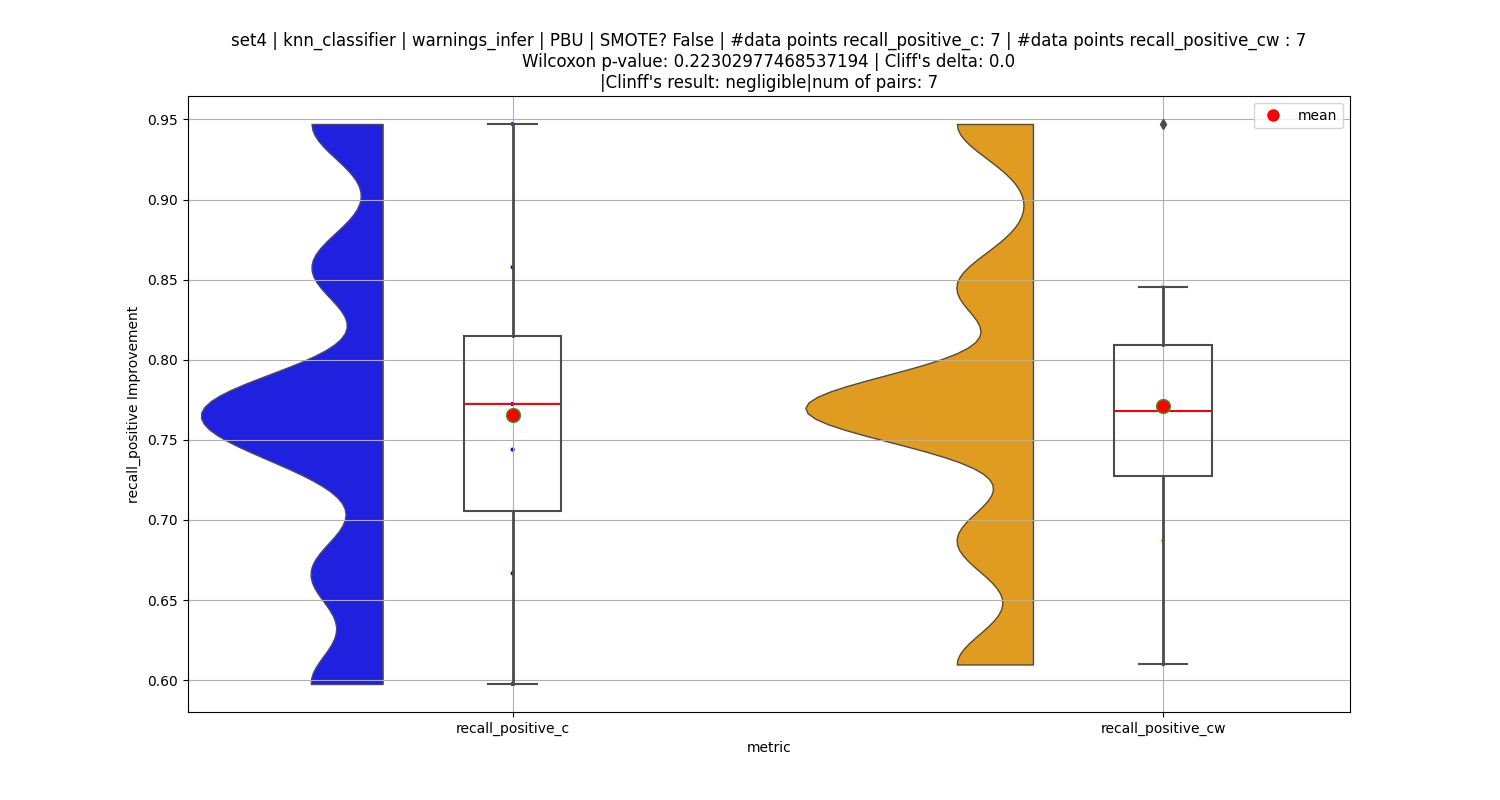 set4 | knn_classifier | warnings_infer | PBU | SMOTE? False | #data points recall_positive_c: 7 | #data points recall_positive_cw : 7
Wilcoxon p-value: 0.22302977468537194 | Cliff's delta: 0.0
|Clinff's result: negligible|num of pairs: 7
mean
0.95
0.90
0.85
0.80
0.75
0.70
0.65
0.60
recall_positive Improvement
recall_positive_c
recall_positive_cw
metric